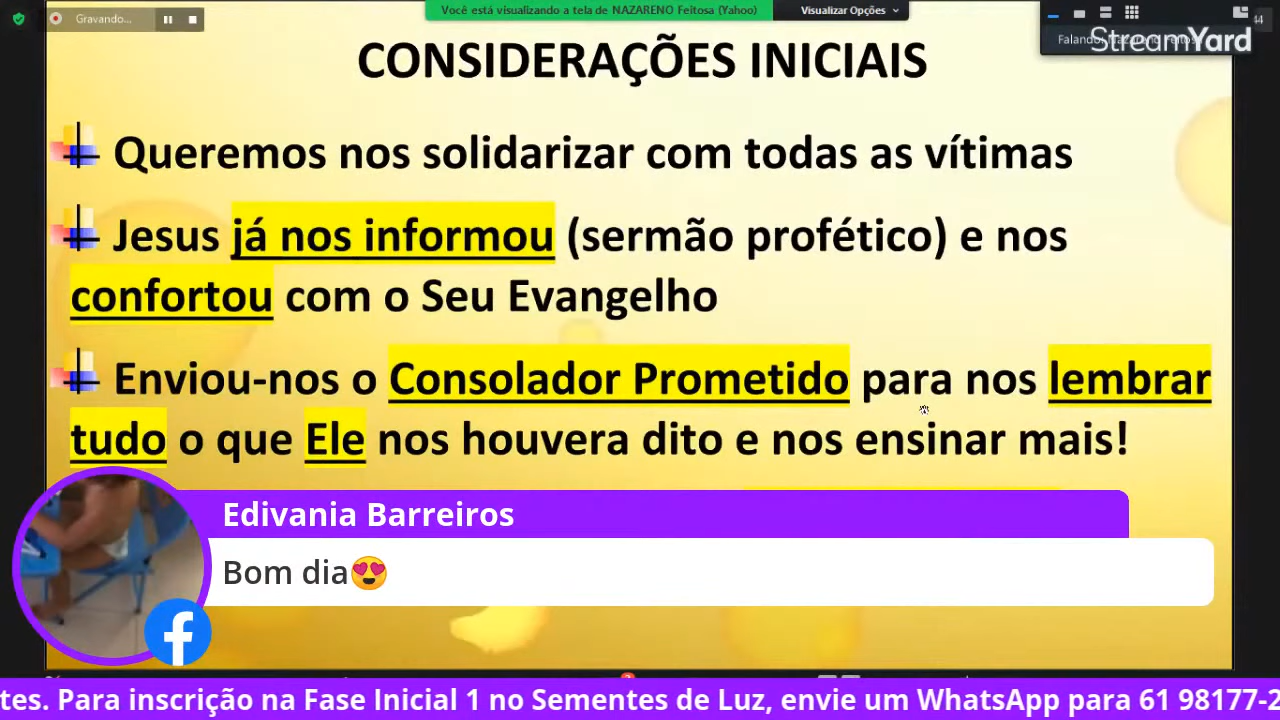 Gravando...
Você está visualizando a tela de NAZARENO Feitosa (Yahoo)
Visualizar Opções
44
StreamYard
CONSIDERAÇÕES INICIAIS
Queremos nos solidarizar com todas as vítimas
Jesus já nos informou (sermão profético) e nos
confortou com o Seu Evangelho
Enviou-nos o Consolador Prometido para nos lembrar
tudo o que Ele nos houvera dito e nos ensinar mais!
Edivania Barreiros
Bom dia😍
tes. Para inscrição na Fase Inicial 1 no Sementes de Luz, envie um WhatsApp para 61 98177-2